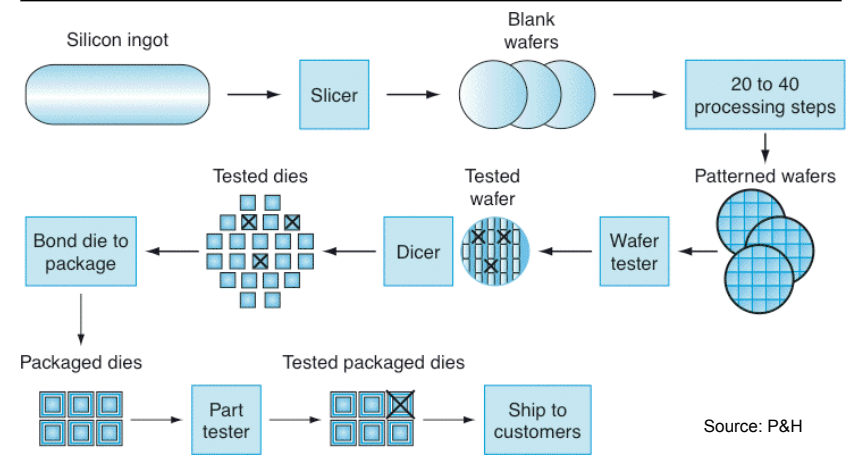 Silicon ingot
Slicer
Blank
wafers
20 to 40
processing steps
Patterned wafers
Wafer
tester
Tested
wafer
Dicer
Tested dies
Bond die to
package
Packaged dies
Part
tester
Tested packaged dies
Ship to
customers
Source: P&H